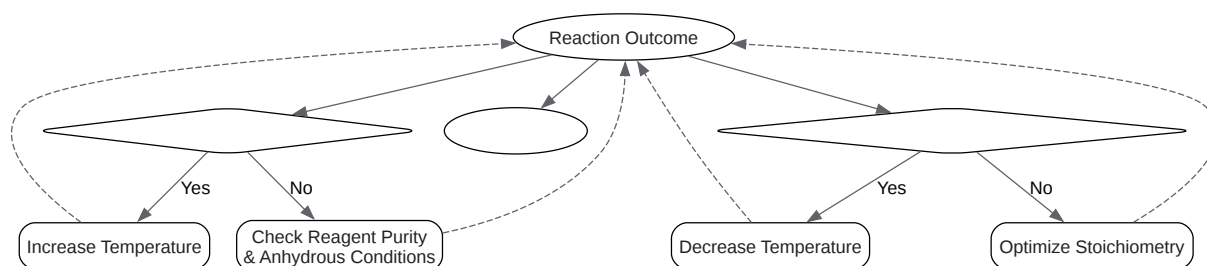 Reaction Outcome
Yes
No
Yes
No
Increase Temperature
Check Reagent Purity
& Anhydrous Conditions
Decrease Temperature
Optimize Stoichiometry